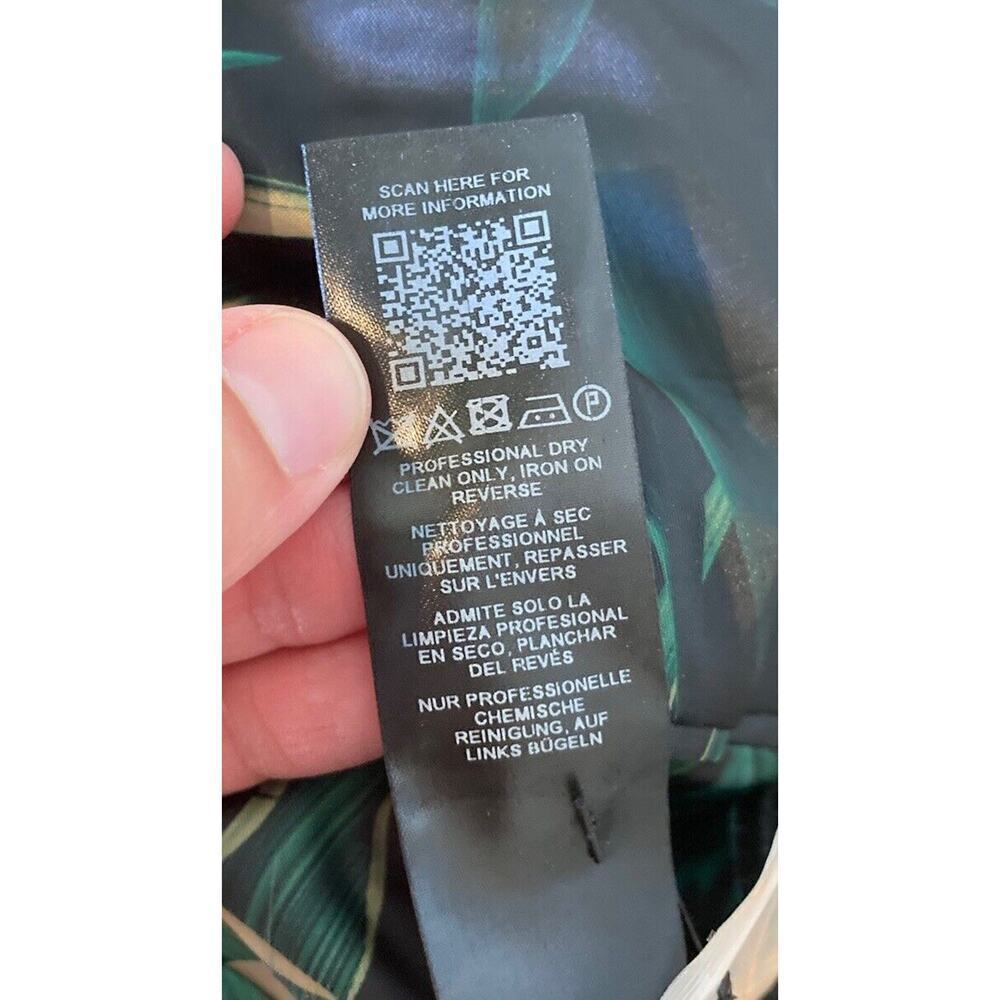 SCAN HERE FOR
MORE INFORMATION
P
PROFESSIONAL DRY
CLEAN ONLY, IRON ON
REVERSE
NETTOYAGE À SEC
PROFESSIONNEL
UNIQUEMENT, REPASSER
SUR L'ENVERS
ADMITE SOLO LA
LIMPIEZA PROFESIONAL
EN SECO, PLANCHAR
DEL REVÉS
NUR PROFESSIONELLE
CHEMISCHE
REINIGUNG, AUF
LINKS BÜGELN